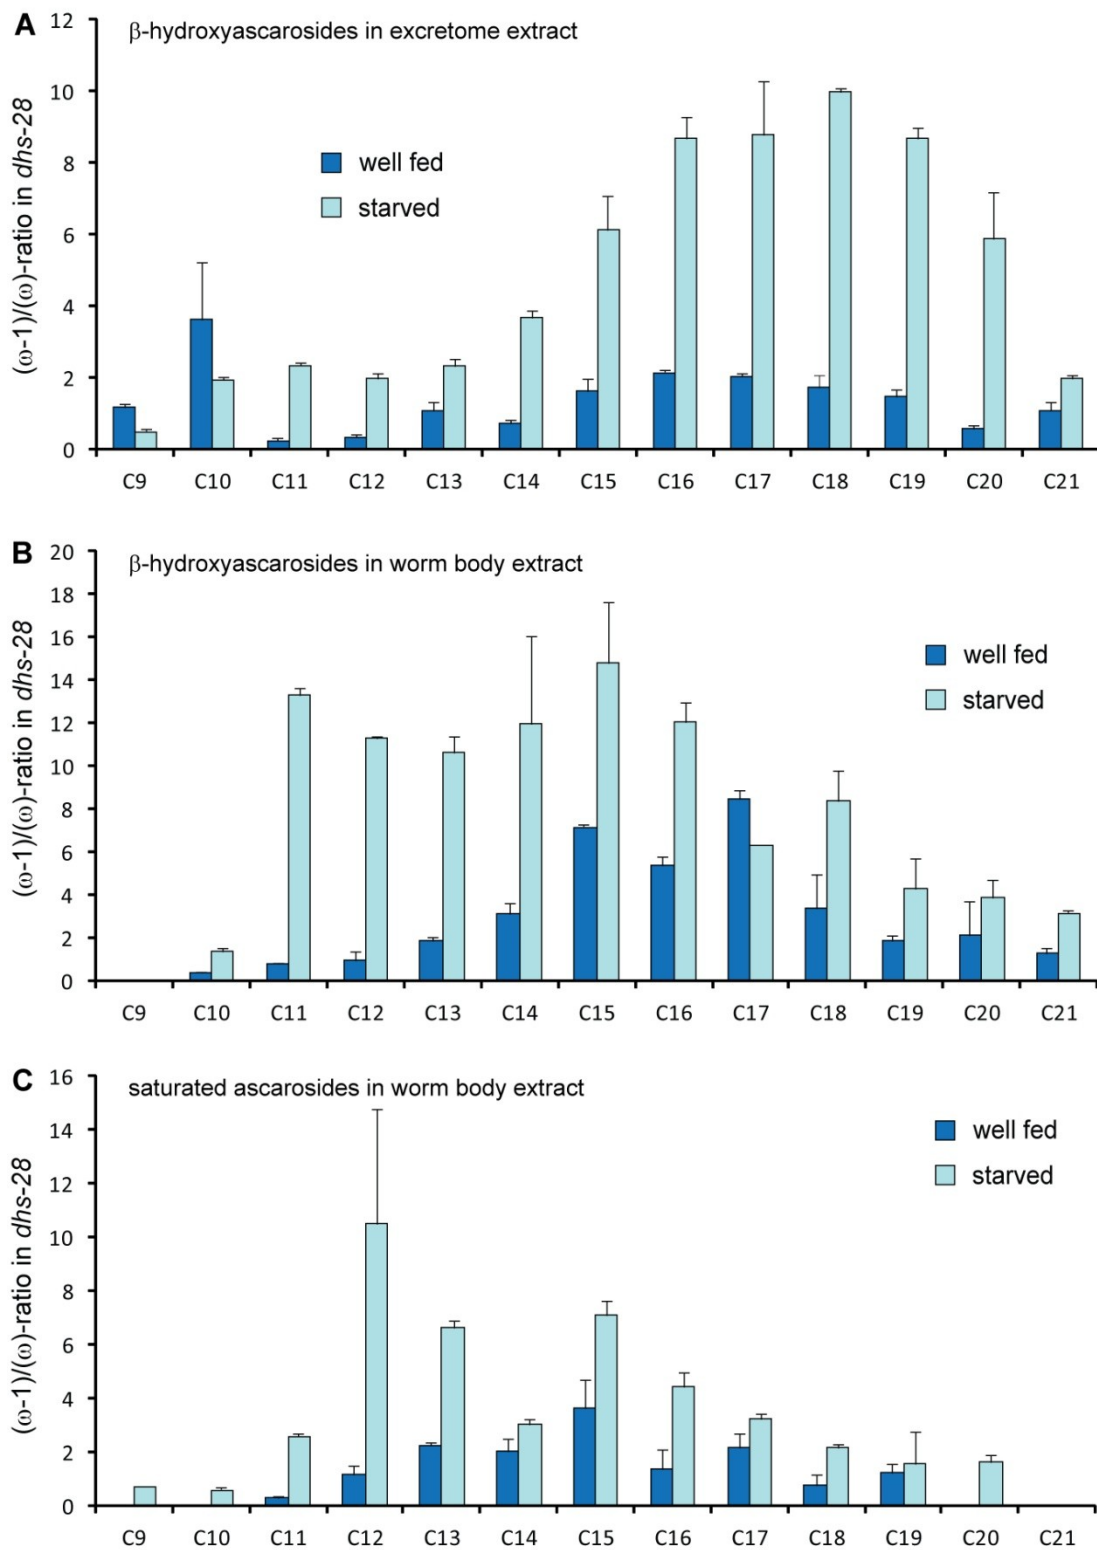 A
β-hydroxyascarosides in excretome extract
(ω-1)/(ω)-ratio in dhs-28
12
10
8
6
4
2
0
well fed
starved
C9 C10 C11 C12 C13 C14 C15 C16 C17 C18 C19 C20 C21
B
β-hydroxyascarosides in worm body extract
(ω-1)/(ω)-ratio in dhs-28
20
18
16
14
12
10
8
6
4
2
0
well fed
starved
C9 C10 C11 C12 C13 C14 C15 C16 C17 C18 C19 C20 C21
C
saturated ascarosides in worm body extract
(ω-1)/(ω)-ratio in dhs-28
16
14
12
10
8
6
4
2
0
well fed
starved
C9 C10 C11 C12 C13 C14 C15 C16 C17 C18 C19 C20 C21